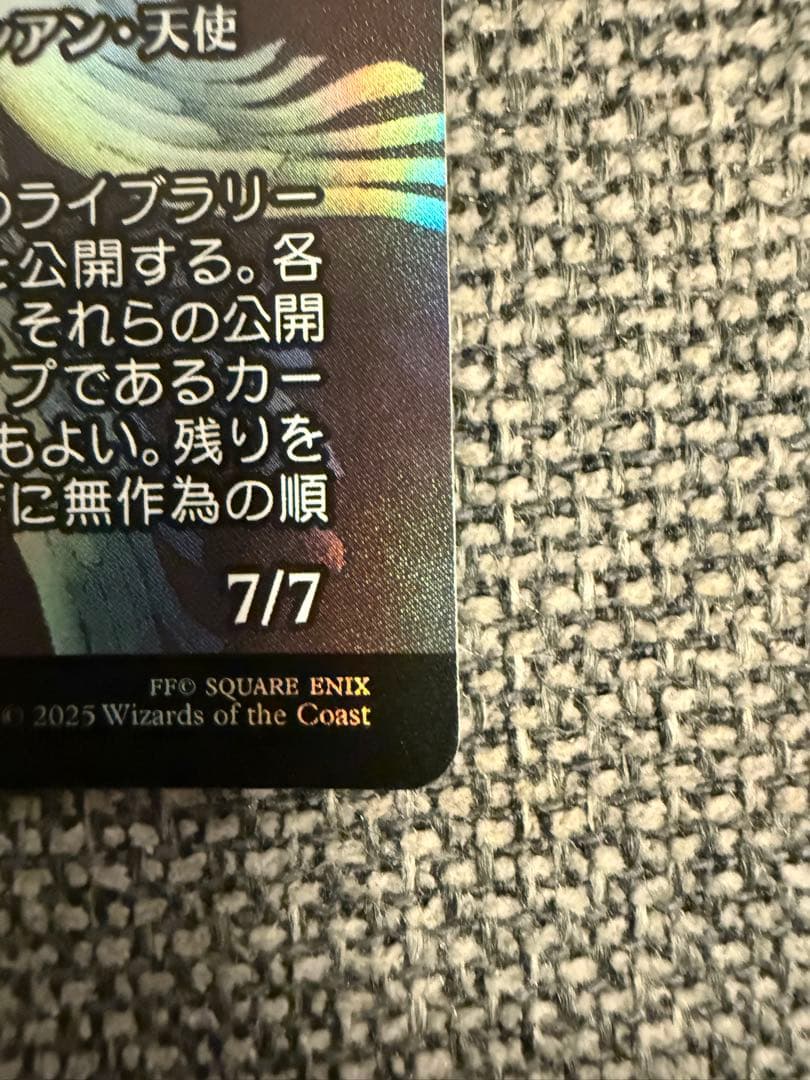 アン・天使
ライブラリー
公開する。各
それらの公開
プであるカー
もよい。残りを
に無作為の順
7/7
FF© SQUARE ENIX
© 2025 Wizards of the Coast